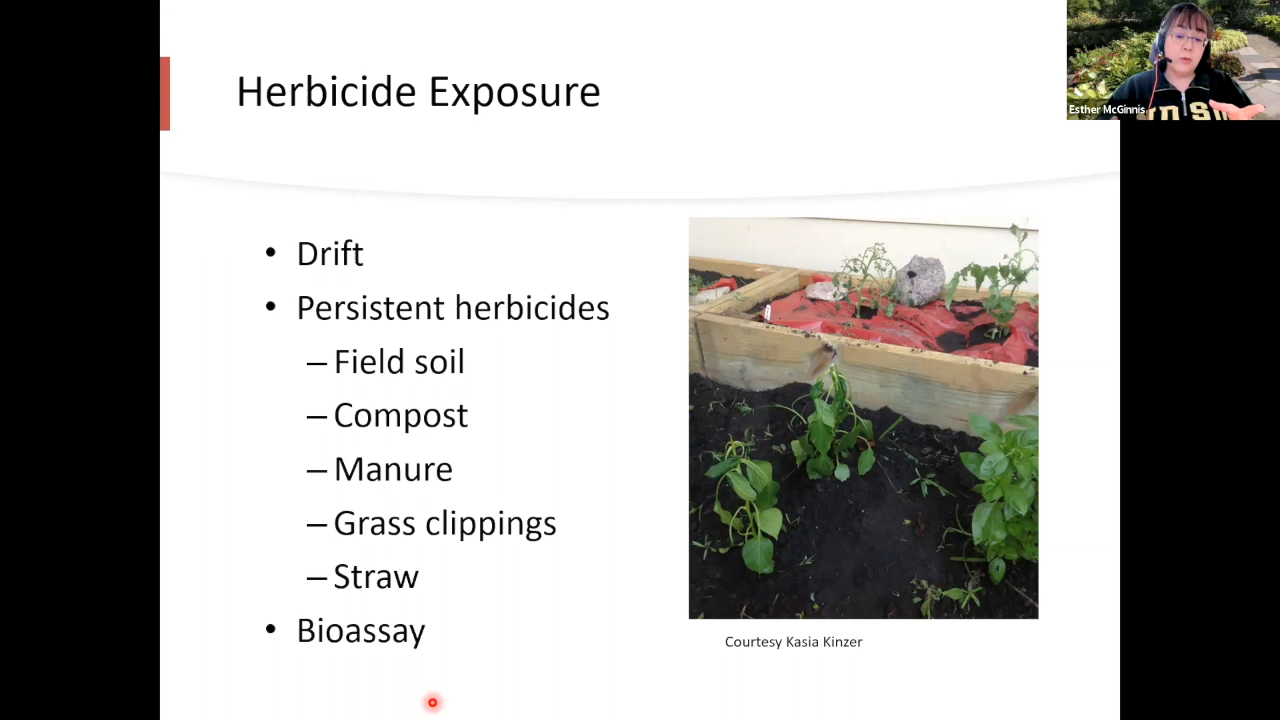 Herbicide Exposure
Esther McGinnis
• Drift
• Persistent herbicides
– Field soil
– Compost
– Manure
– Grass clippings
– Straw
• Bioassay
Courtesy Kasia Kinzer